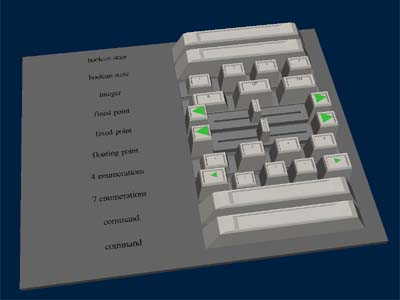 boolean state
boolean state
integer
fixed point
fixed point
floating point
4 enumerations
7 enumerations
command
command